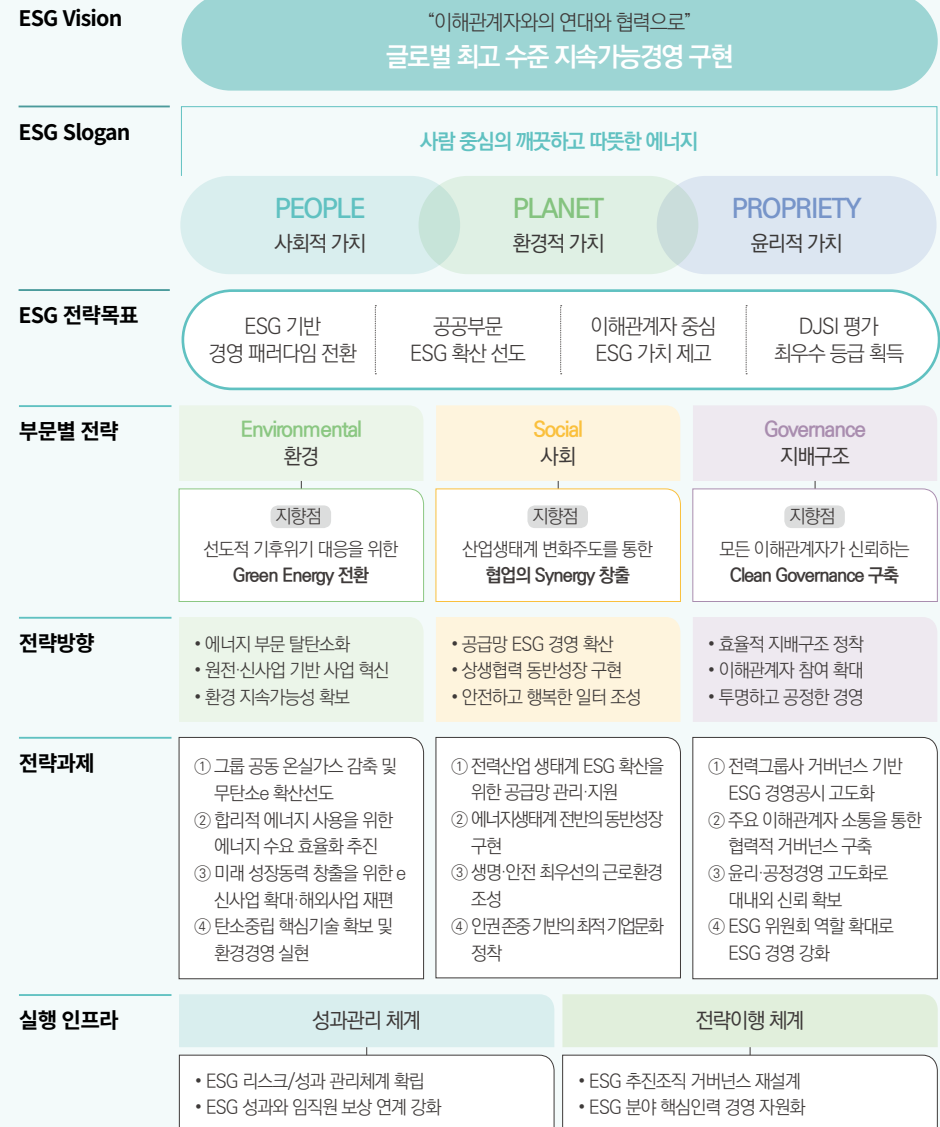 ESG Vision
“이해관계자와의 연대와 협력으로”
글로벌 최고 수준 지속가능경영 구현
ESG Slogan
사람 중심의 깨끗하고 따뜻한 에너지
PEOPLE
사회적 가치
PLANET
환경적 가치
PROPRIETY
윤리적 가치
ESG 전략목표
ESG 기반
경영 패러다임 전환
공공부문
ESG 확산 선도
이해관계자 중심
ESG 가치 제고
DJSI 평가
최우수 등급 획득
부문별 전략
Environmental
환경
지향점
선도적 기후위기 대응을 위한
Green Energy 전환
Social
사회
지향점
산업생태계 변화주도를 통한
협업의 Synergy 창출
Governance
지배구조
지향점
모든 이해관계자가 신뢰하는
Clean Governance 구축
전략방향
• 에너지 부문 탈탄소화
• 원전·신사업 기반 사업 혁신
• 환경 지속가능성 확보
• 공급망 ESG 경영 확산
• 상생협력 동반성장 구현
• 안전하고 행복한 일터 조성
• 효율적 지배구조 정착
• 이해관계자 참여 확대
• 투명하고 공정한 경영
전략과제
① 그룹 공동 온실가스 감축 및
무탄소e 확산선도
② 합리적 에너지 사용을 위한
에너지 수요 효율화 추진
③ 미래 성장동력 창출을 위한 e
신사업 확대·해외사업 재편
④ 탄소중립 핵심기술 확보 및
환경경영 실현
① 전력산업 생태계 ESG 확산을
위한 공급망 관리·지원
② 에너지생태계 전반의 동반성장
구현
③ 생명·안전 최우선의 근로환경
조성
④ 인권존중 기반의 최적 기업문화
정착
① 전력그룹사 거버넌스 기반
ESG 경영공시 고도화
② 주요 이해관계자 소통을 통한
협력적 거버넌스 구축
③ 윤리·공정경영 고도화로
대내외 신뢰 확보
④ ESG 위원회 역할 확대로
ESG 경영 강화
실행 인프라
성과관리 체계
• ESG 리스크/성과 관리체계 확립
• ESG 성과와 임직원 보상 연계 강화
전략이행 체계
• ESG 추진조직 거버넌스 재설계
• ESG 분야 핵심인력 경영 자원화